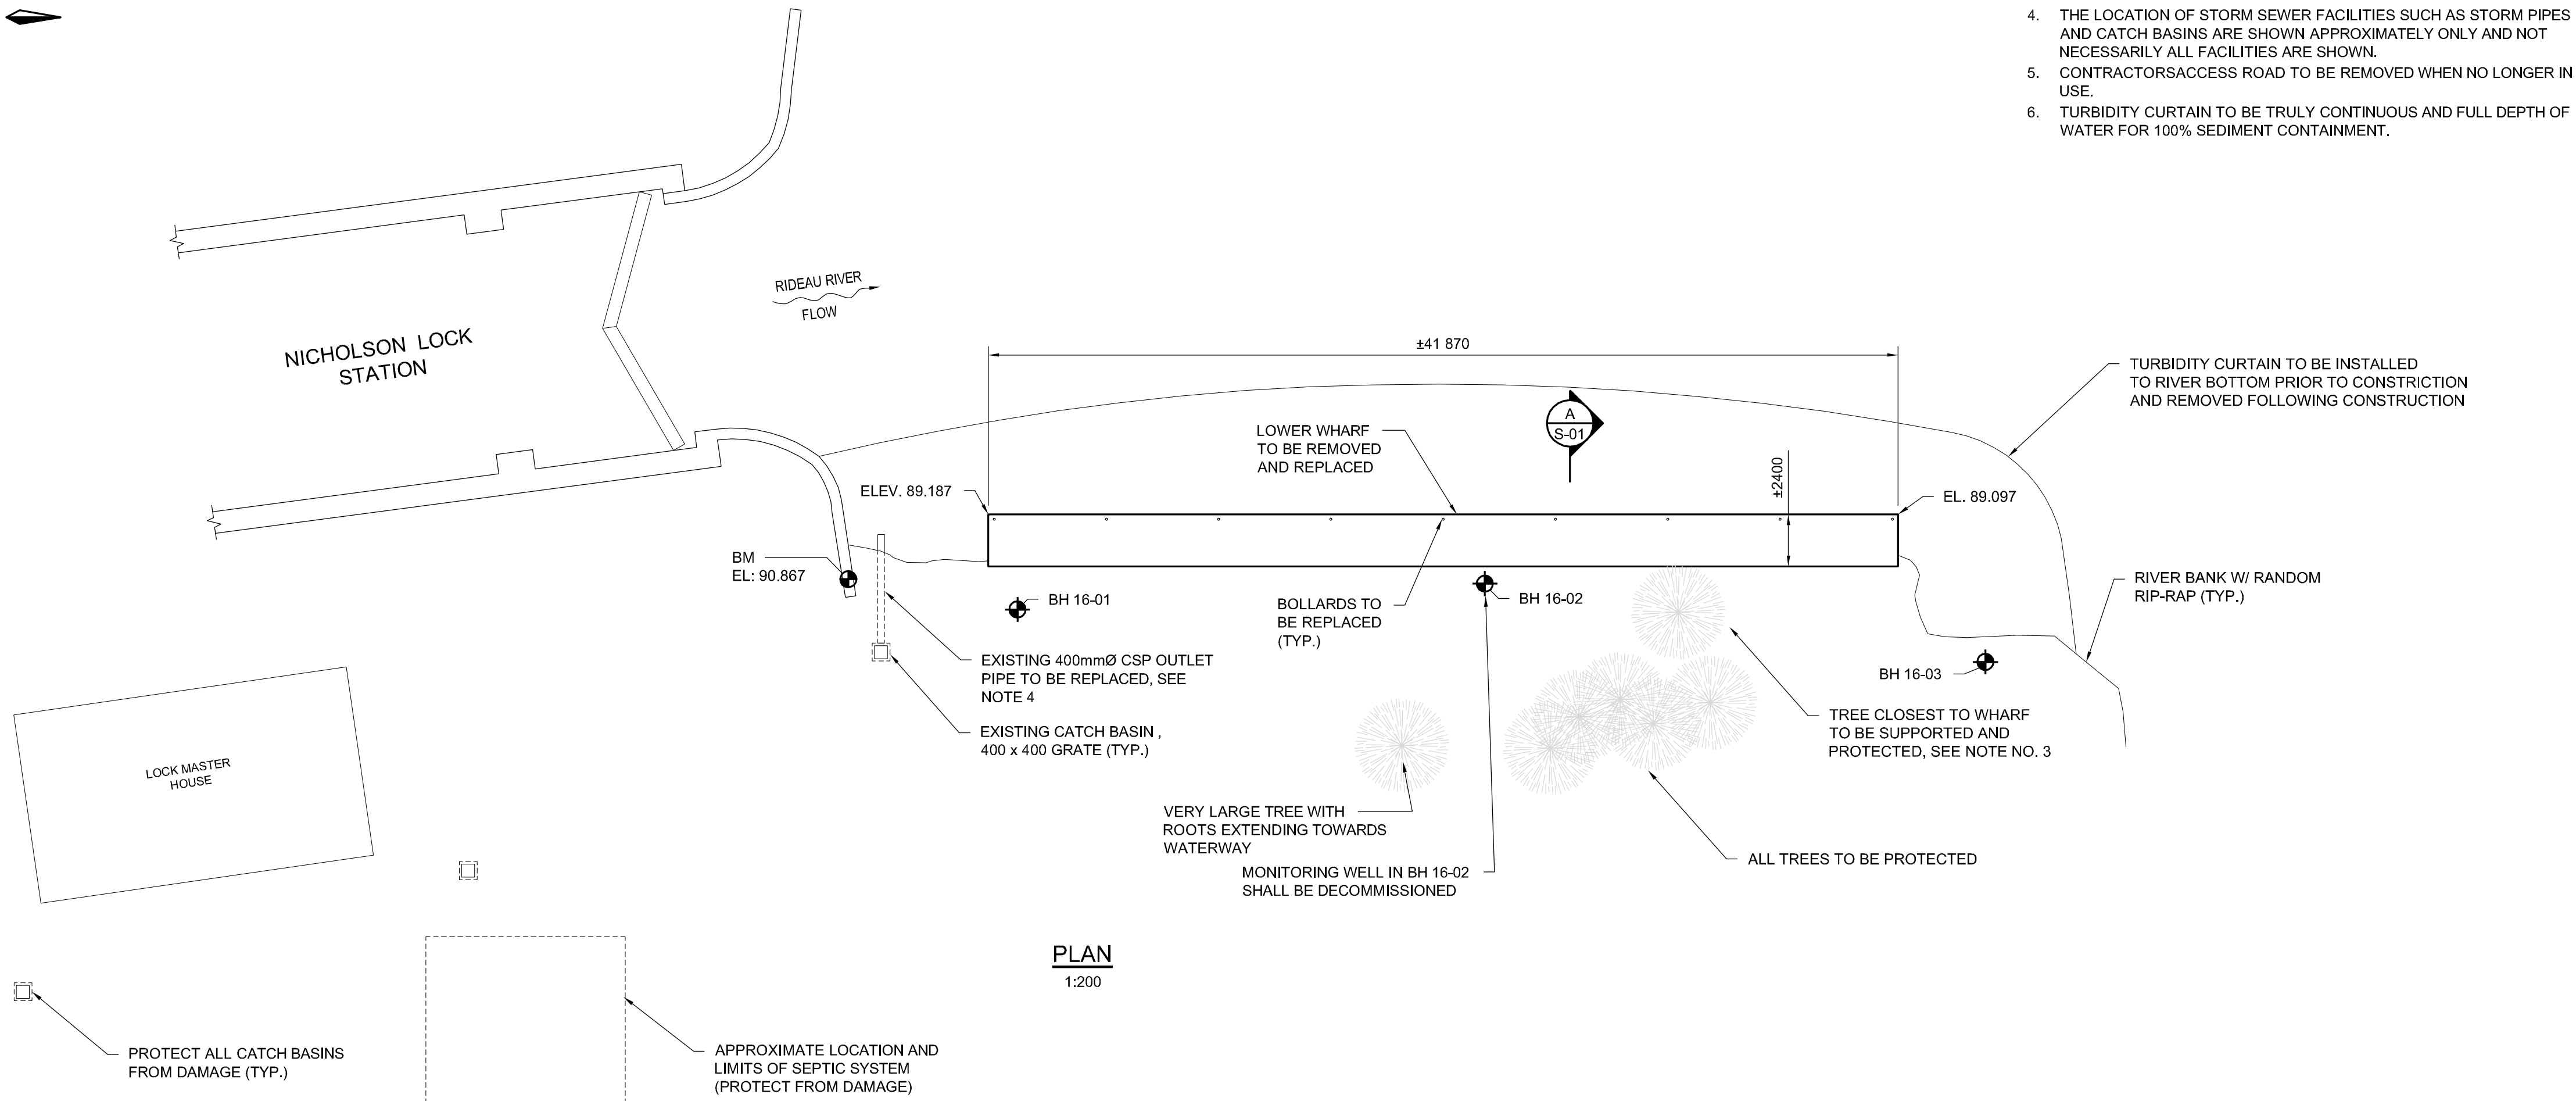 4. THE LOCATION OF STORM SEWER FACILITIES SUCH AS STORM PIPES
AND CATCH BASINS ARE SHOWN APPROXIMATELY ONLY AND NOT
NECESSARILY ALL FACILITIES ARE SHOWN.
5. CONTRACTORSACCESS ROAD TO BE REMOVED WHEN NO LONGER IN
USE.
6. TURBIDITY CURTAIN TO BE TRULY CONTINUOUS AND FULL DEPTH OF
WATER FOR 100% SEDIMENT CONTAINMENT.
RIDEAU RIVER
FLOW
NICHOLSON LOCK
STATION
±41 870
TURBIDITY CURTAIN TO BE INSTALLED
TO RIVER BOTTOM PRIOR TO CONSTRICTION
AND REMOVED FOLLOWING CONSTRUCTION
A
S-01
LOWER WHARF
TO BE REMOVED
AND REPLACED
±2400
ELEV. 89.187
EL. 89.097
BM
EL: 90.867
BH 16-01
BOLLARDS TO
BE REPLACED
(TYP.)
BH 16-02
RIVER BANK W/ RANDOM
RIP-RAP (TYP.)
EXISTING 400mmØ CSP OUTLET
PIPE TO BE REPLACED, SEE
NOTE 4
BH 16-03
EXISTING CATCH BASIN ,
400 x 400 GRATE (TYP.)
TREE CLOSEST TO WHARF
TO BE SUPPORTED AND
PROTECTED, SEE NOTE NO. 3
LOCK MASTER
HOUSE
VERY LARGE TREE WITH
ROOTS EXTENDING TOWARDS
WATERWAY
ALL TREES TO BE PROTECTED
MONITORING WELL IN BH 16-02
SHALL BE DECOMMISSIONED
PLAN
1:200
PROTECT ALL CATCH BASINS
FROM DAMAGE (TYP.)
APPROXIMATE LOCATION AND
LIMITS OF SEPTIC SYSTEM
(PROTECT FROM DAMAGE)